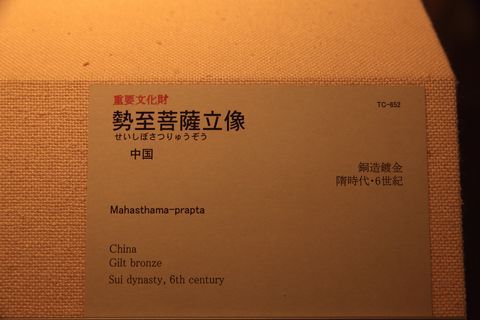 重要文化財
TC-852
勢至菩薩立像
せいしぼさつりゅうぞう
中国
銅造鍍金
隋時代・6世紀
Mahasthama-prapta
China
Gilt bronze
Sui dynasty, 6th century